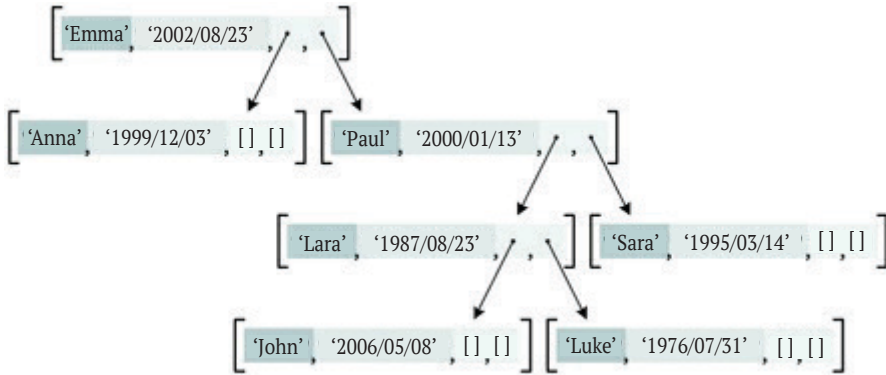 [‘Emma’, ‘2002/08/23’, , ]
[‘Anna’, ‘1999/12/03’, [ ], [ ]] [‘Paul’, ‘2000/01/13’, , ]
[‘Lara’, ‘1987/08/23’, , ] [‘Sara’, ‘1995/03/14’, [ ], [ ]]
[‘John’, ‘2006/05/08’, [ ], [ ]] [‘Luke’, ‘1976/07/31’, [ ], [ ]]